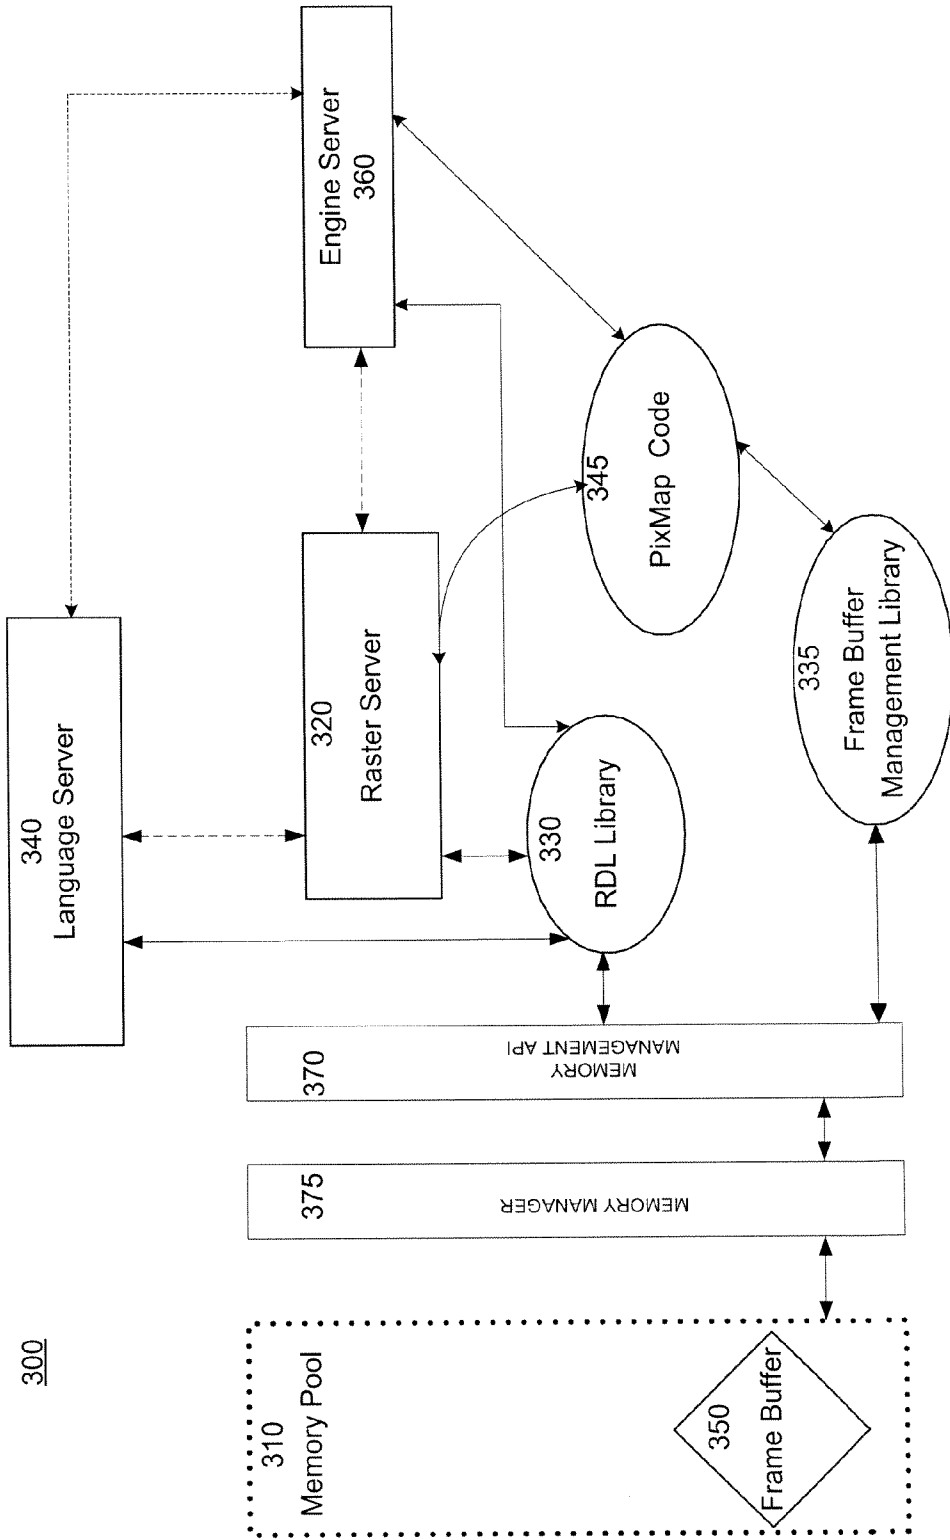 300
340
Language Server
310
Memory Pool
375
MEMORY MANAGER
370
MEMORY
MANAGEMENT API
320
Raster Server
Engine Server
360
330
RDL Library
345
PixMap Code
350
Frame Buffer
335
Frame Buffer
Management Library